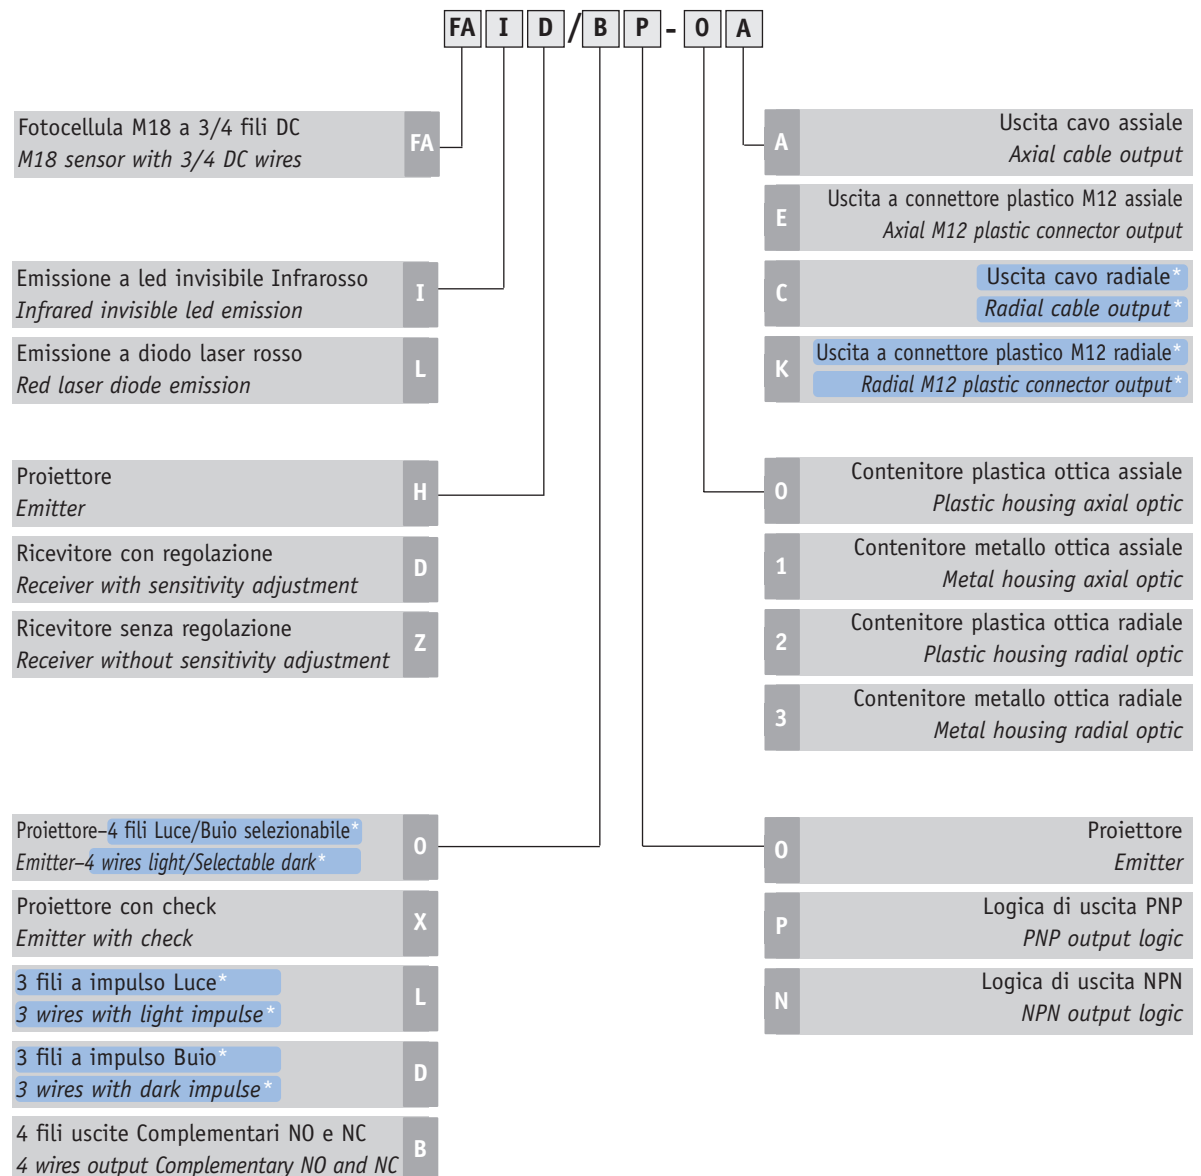 FA I D / B P - 0 A
Fotocellula M18 a 3/4 fili DC
M18 sensor with 3/4 DC wires
FA
Emissione a led invisibile Infrarosso
Infrared invisible led emission
I
Emissione a diodo laser rosso
Red laser diode emission
L
Proiettore
Emitter
H
Ricevitore con regolazione
Receiver with sensitivity adjustment
D
Ricevitore senza regolazione
Receiver without sensitivity adjustment
Z
Proiettore–4 fili Luce/Buio selezionabile*
Emitter–4 wires light/Selectable dark*
0
Proiettore con check
Emitter with check
X
3 fili a impulso Luce*
3 wires with light impulse*
L
3 fili a impulso Buio*
3 wires with dark impulse*
D
4 fili uscite Complementari NO e NC
4 wires output Complementary NO and NC
B
A
Uscita cavo assiale
Axial cable output
E
Uscita a connettore plastico M12 assiale
Axial M12 plastic connector output
C
Uscita cavo radiale*
Radial cable output*
K
Uscita a connettore plastico M12 radiale*
Radial M12 plastic connector output*
0
Contenitore plastica ottica assiale
Plastic housing axial optic
1
Contenitore metallo ottica assiale
Metal housing axial optic
2
Contenitore plastica ottica radiale
Plastic housing radial optic
3
Contenitore metallo ottica radiale
Metal housing radial optic
0
Proiettore
Emitter
P
Logica di uscita PNP
PNP output logic
N
Logica di uscita NPN
NPN output logic